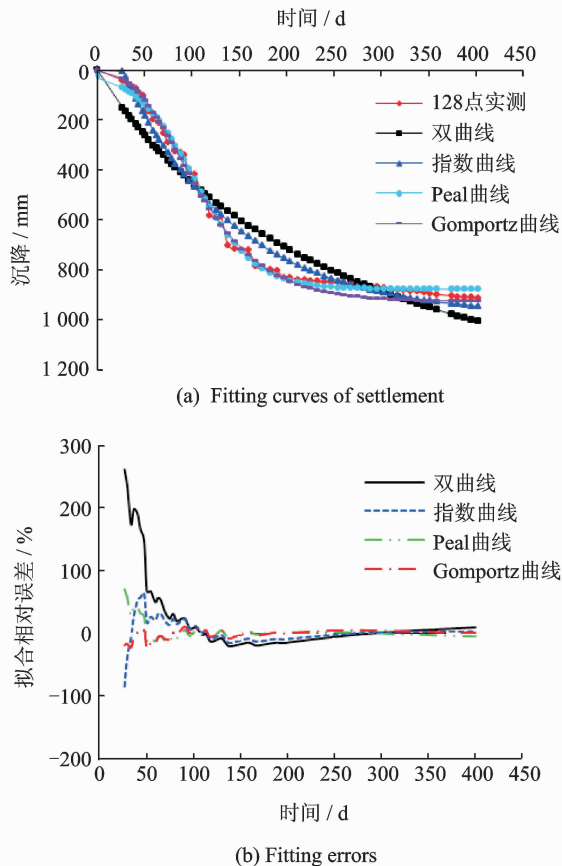 时间 / d
0 50 100 150 200 250 300 350 400 450
0
200
400
600
800
1 000
1 200
沉降 / mm
128点实测
双曲线
指数曲线
Peal曲线
Gomportz曲线
(a) Fitting curves of settlement
300
200
100
0
−100
−200
拟合相对误差 / %
双曲线
指数曲线
Peal曲线
Gomportz曲线
0 50 100 150 200 250 300 350 400 450
时间 / d
(b) Fitting errors